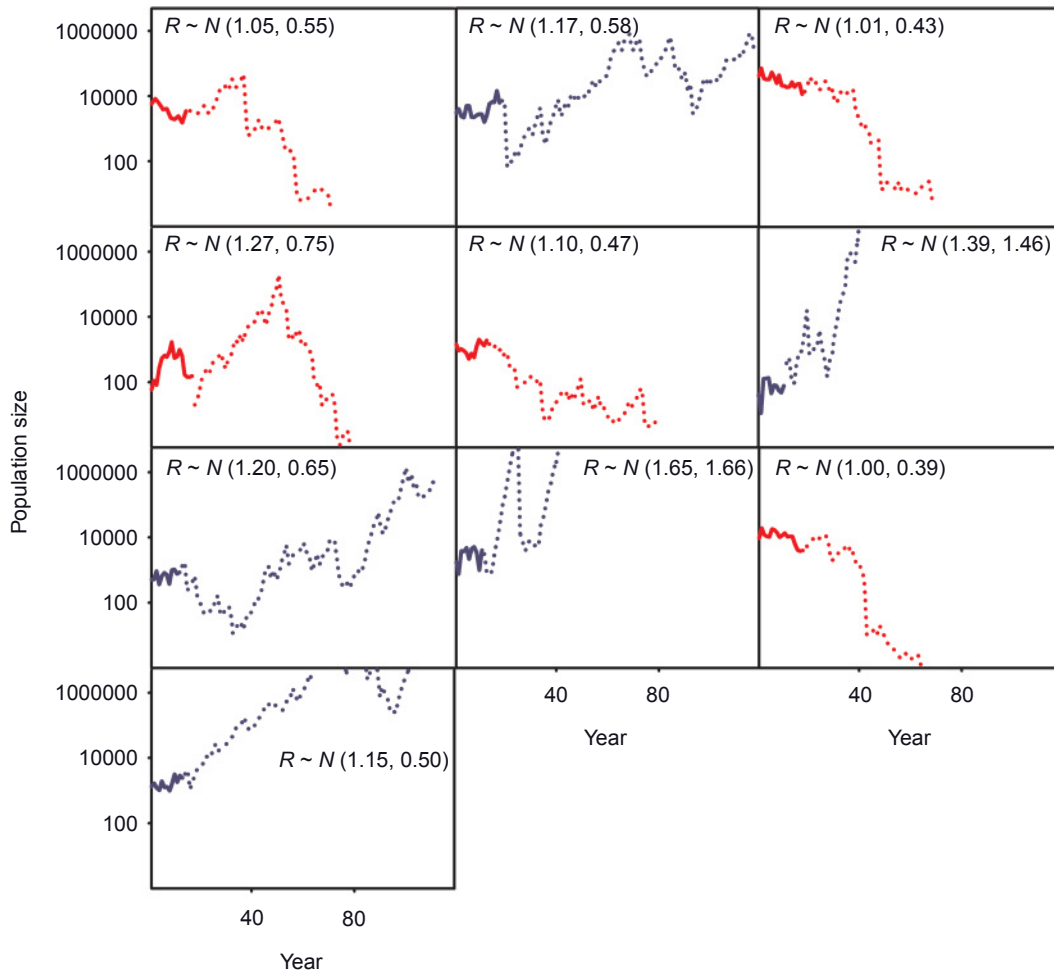 R ~ N (1.05, 0.55)
R ~ N (1.17, 0.58)
R ~ N (1.01, 0.43)
1000000
10000
100
R ~ N (1.27, 0.75)
R ~ N (1.10, 0.47)
R ~ N (1.39, 1.46)
1000000
10000
100
Population size
R ~ N (1.20, 0.65)
R ~ N (1.65, 1.66)
R ~ N (1.00, 0.39)
1000000
10000
100
40 80
Year
40 80
Year
1000000
10000
100
R ~ N (1.15, 0.50)
40 80
Year